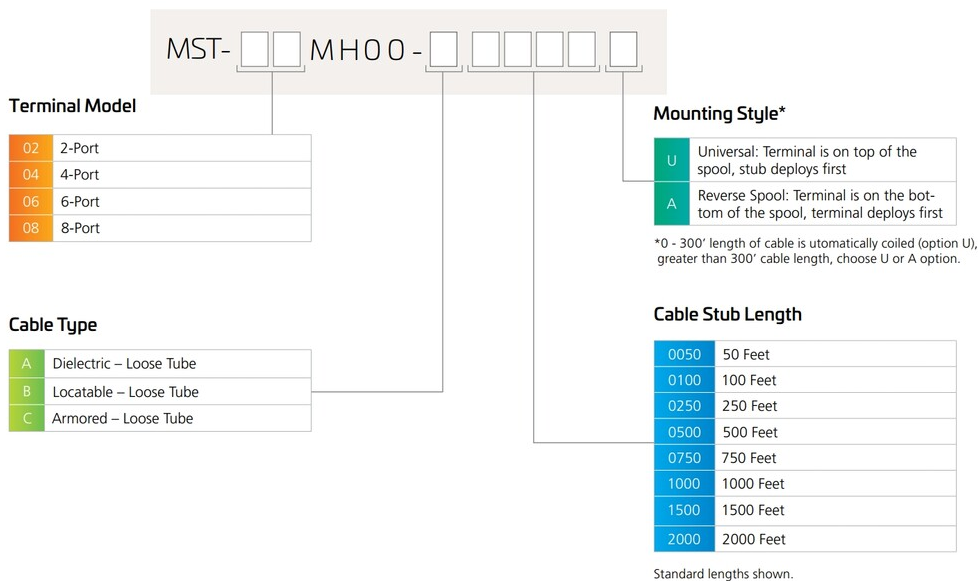 MST- MH00 -
Terminal Model
02 2-Port
04 4-Port
06 6-Port
08 8-Port
Cable Type
A Dielectric – Loose Tube
B Locatable – Loose Tube
C Armored – Loose Tube
Mounting Style*
U Universal: Terminal is on top of the
spool, stub deploys first
A Reverse Spool: Terminal is on the bot-
tom of the spool, terminal deploys first
*0 - 300’ length of cable is utomatically coiled (option U),
greater than 300’ cable length, choose U or A option.
Cable Stub Length
0050 50 Feet
0100 100 Feet
0250 250 Feet
0500 500 Feet
0750 750 Feet
1000 1000 Feet
1500 1500 Feet
2000 2000 Feet
Standard lengths shown.